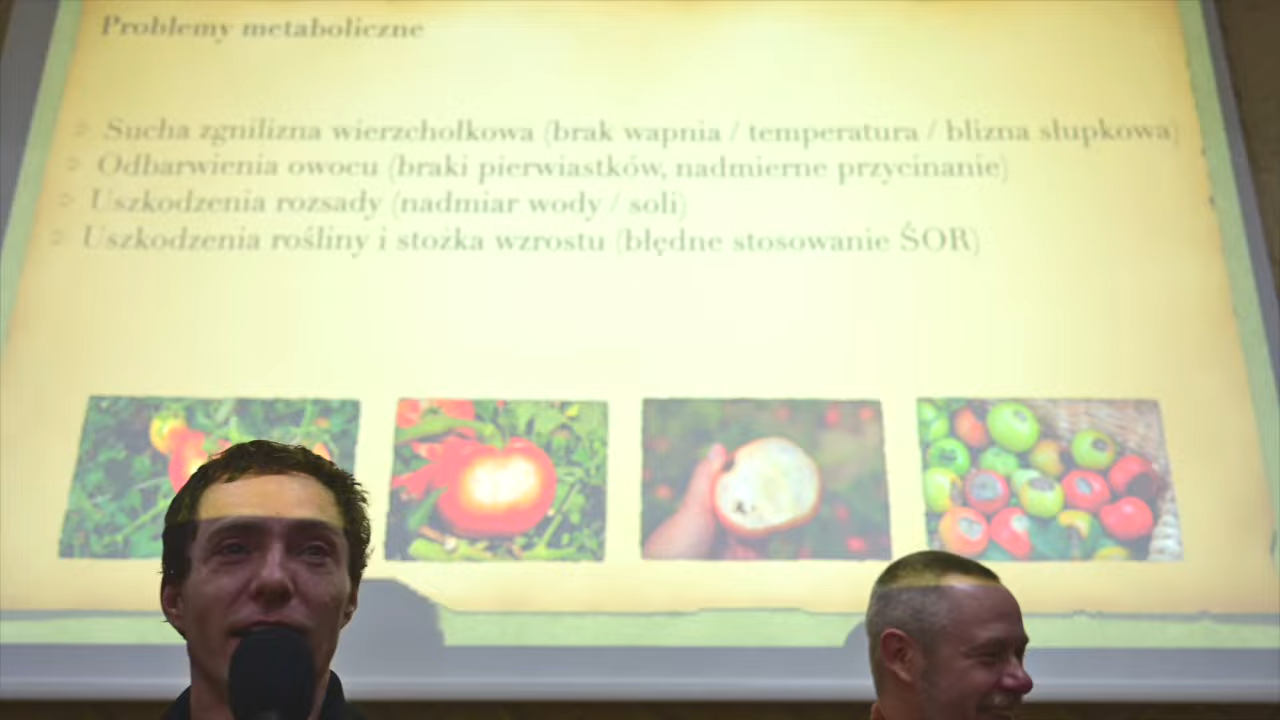 Problemy metaboliczne
Sucha zgnilizna wierzchołkowa (brak wapnia / temperatura / blizna słupkowa)
Odbarwienia owocu (braki pierwiastków, nadmierne przycinanie)
Uszkodzenia rozsady (nadmiar wody / soli)
Uszkodzenia rośliny i stożka wzrostu (błędne stosowanie ŚOR)